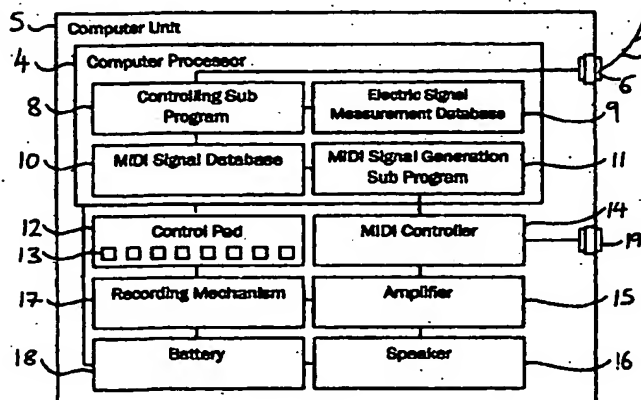 5
Computer Unit
4
Computer Processor
6
8
Controlling Sub Program
Electric Signal Measurement Database
9
10
MIDI Signal Database
MIDI Signal Generation Sub Program
11
12
Control Pad
MIDI Controller
14
13
19
17
Recording Mechanism
Amplifier
15
18
Battery
Speaker
16